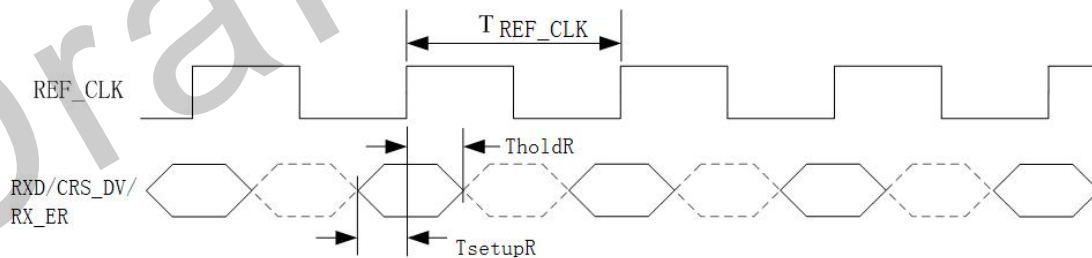 T REF_CLK
REF_CLK
TholdR
RXD/CRS_DV/
RX_ER
TsetupR